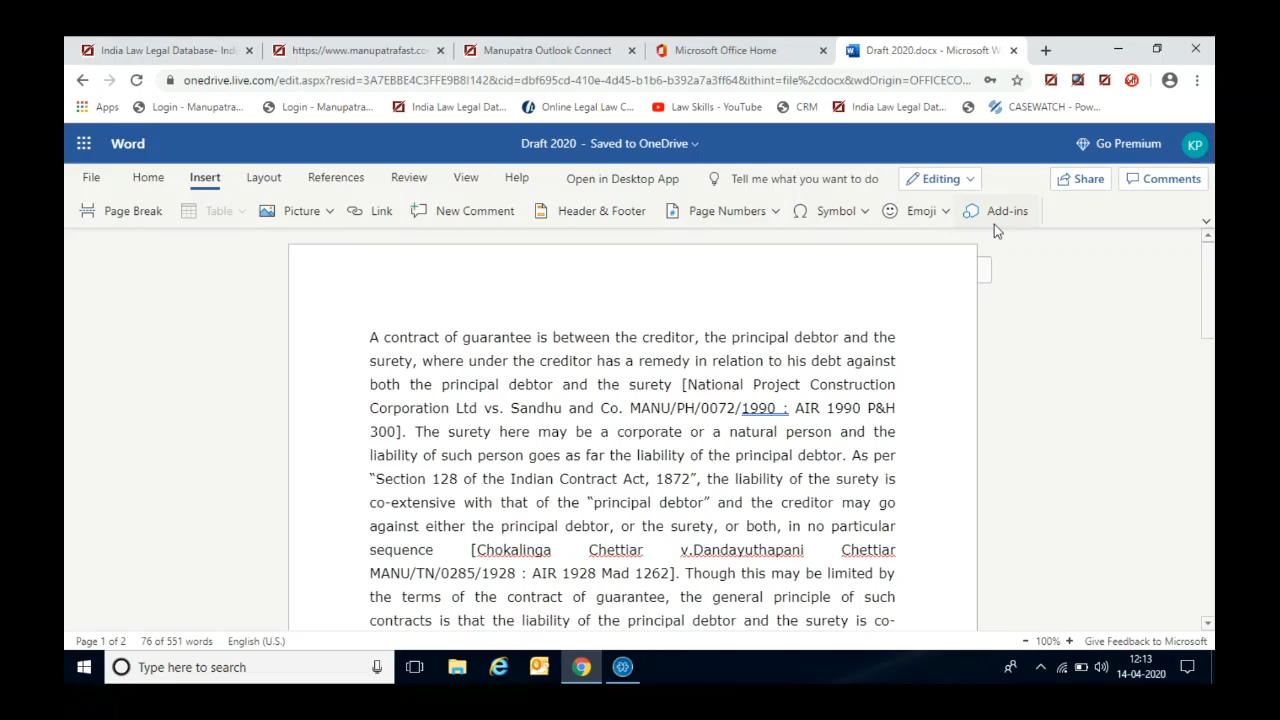 India Law Legal Database- Ind
https://www.manupatrafast.co
Manupatra Outlook Connect
Microsoft Office Home
Draft 2020.docx - Microsoft W
onedrive.live.com/edit.aspx?resid=3A7EBBE4C3FFE9B8!142&cid=dbf695cd-410e-4d45-b1b6-b392a7a3ff64&ithint=file%2cdocx&wdOrigin=OFFICECO...
Apps Login - Manupatra... Login - Manupatra... India Law Legal Dat... Online Legal Law C... Law Skills - YouTube CRM India Law Legal Dat... CASEWATCH - Pow...
Word Draft 2020 - Saved to OneDrive Go Premium KP
File Home Insert Layout References Review View Help Open in Desktop App Tell me what you want to do Editing Share Comments
Page Break Table Picture Link New Comment Header & Footer Page Numbers Symbol Emoji Add-ins
A contract of guarantee is between the creditor, the principal debtor and the
surety, where under the creditor has a remedy in relation to his debt against
both the principal debtor and the surety [National Project Construction
Corporation Ltd vs. Sandhu and Co. MANU/PH/0072/1990 : AIR 1990 P&H
300]. The surety here may be a corporate or a natural person and the
liability of such person goes as far the liability of the principal debtor. As per
“Section 128 of the Indian Contract Act, 1872”, the liability of the surety is
co-extensive with that of the “principal debtor” and the creditor may go
against either the principal debtor, or the surety, or both, in no particular
sequence [Chokalinga Chettiar v.Dandayuthapani Chettiar
MANU/TN/0285/1928 : AIR 1928 Mad 1262]. Though this may be limited by
the terms of the contract of guarantee, the general principle of such
contracts is that the liability of the principal debtor and the surety is co-
Page 1 of 2 76 of 551 words English (U.S.) 100% Give Feedback to Microsoft
Type here to search
12:13
14-04-2020